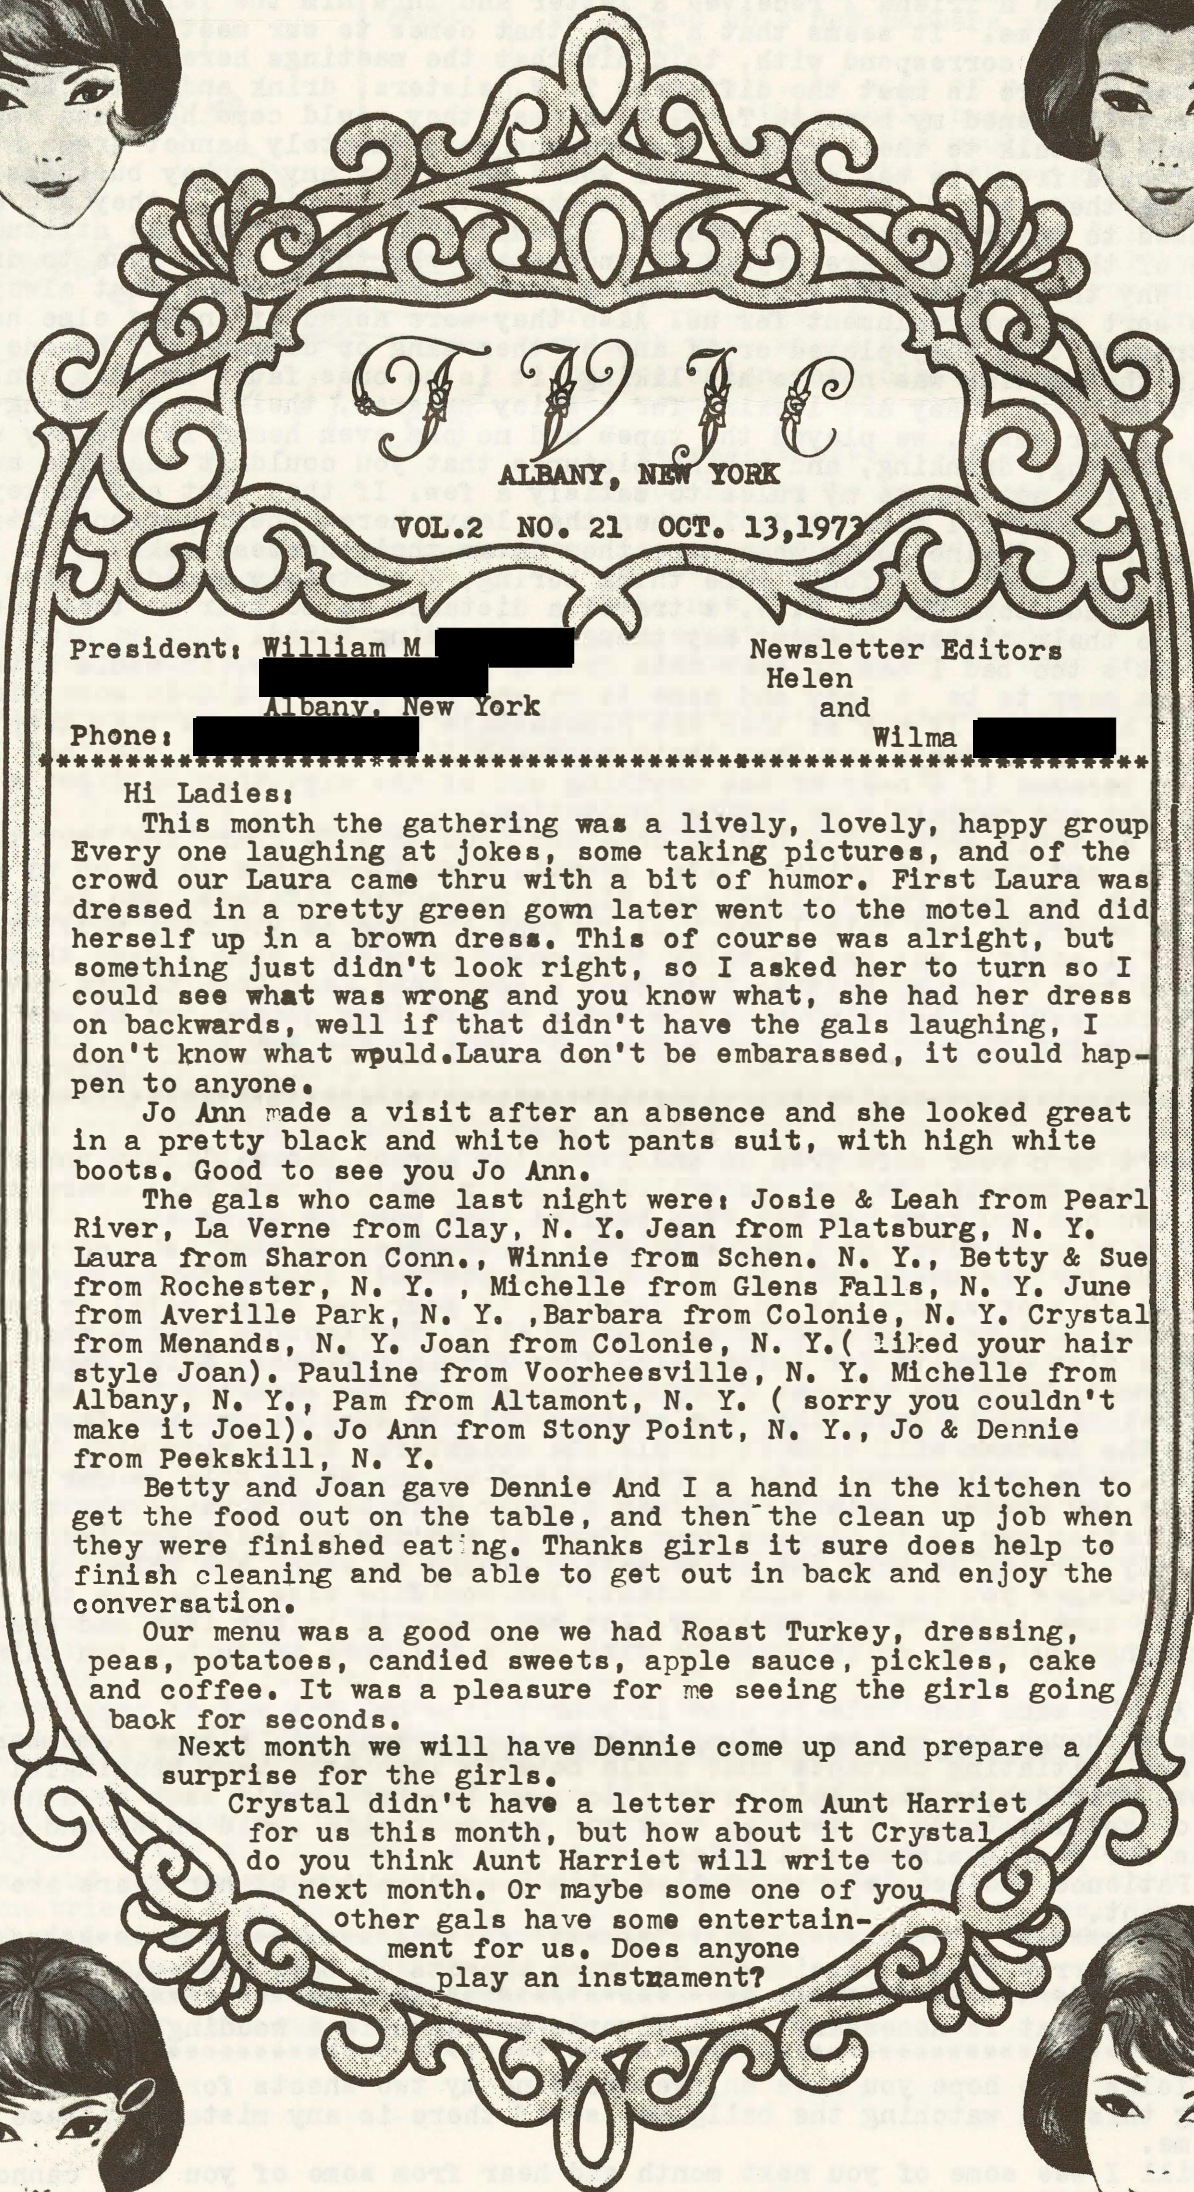 T V I C
ALBANY, NEW YORK
VOL.2 NO. 21 OCT. 13,1973
President: William M
Albany, New York
Phone:
Newsletter Editors
Helen
and
Wilma
***************************************************************
Hi Ladies:
This month the gathering was a lively, lovely, happy group
Every one laughing at jokes, some taking pictures, and of the
crowd our Laura came thru with a bit of humor. First Laura was
dressed in a pretty green gown later went to the motel and did
herself up in a brown dress. This of course was alright, but
something just didn't look right, so I asked her to turn so I
could see what was wrong and you know what, she had her dress
on backwards, well if that didn't have the gals laughing, I
don't know what would.Laura don't be embarassed, it could hap-
pen to anyone.
Jo Ann made a visit after an absence and she looked great
in a pretty black and white hot pants suit, with high white
boots. Good to see you Jo Ann.
The gals who came last night were: Josie & Leah from Pearl
River, La Verne from Clay, N. Y. Jean from Platsburg, N. Y.
Laura from Sharon Conn., Winnie from Schen. N. Y., Betty & Sue
from Rochester, N. Y. , Michelle from Glens Falls, N. Y. June
from Averille Park, N. Y. ,Barbara from Colonie, N. Y. Crystal
from Menands, N. Y. Joan from Colonie, N. Y.( liked your hair
style Joan). Pauline from Voorheesville, N. Y. Michelle from
Albany, N. Y., Pam from Altamont, N. Y. ( sorry you couldn't
make it Joel). Jo Ann from Stony Point, N. Y., Jo & Dennie
from Peekskill, N. Y.
Betty and Joan gave Dennie And I a hand in the kitchen to
get the food out on the table, and then the clean up job when
they were finished eating. Thanks girls it sure does help to
finish cleaning and be able to get out in back and enjoy the
conversation.
Our menu was a good one we had Roast Turkey, dressing,
peas, potatoes, candied sweets, apple sauce, pickles, cake
and coffee. It was a pleasure for me seeing the girls going
back for seconds.
Next month we will have Dennie come up and prepare a
surprise for the girls.
Crystal didn't have a letter from Aunt Harriet
for us this month, but how about it Crystal
do you think Aunt Harriet will write to
next month. Or maybe some one of you
other gals have some entertain-
ment for us. Does anyone
play an instrument?